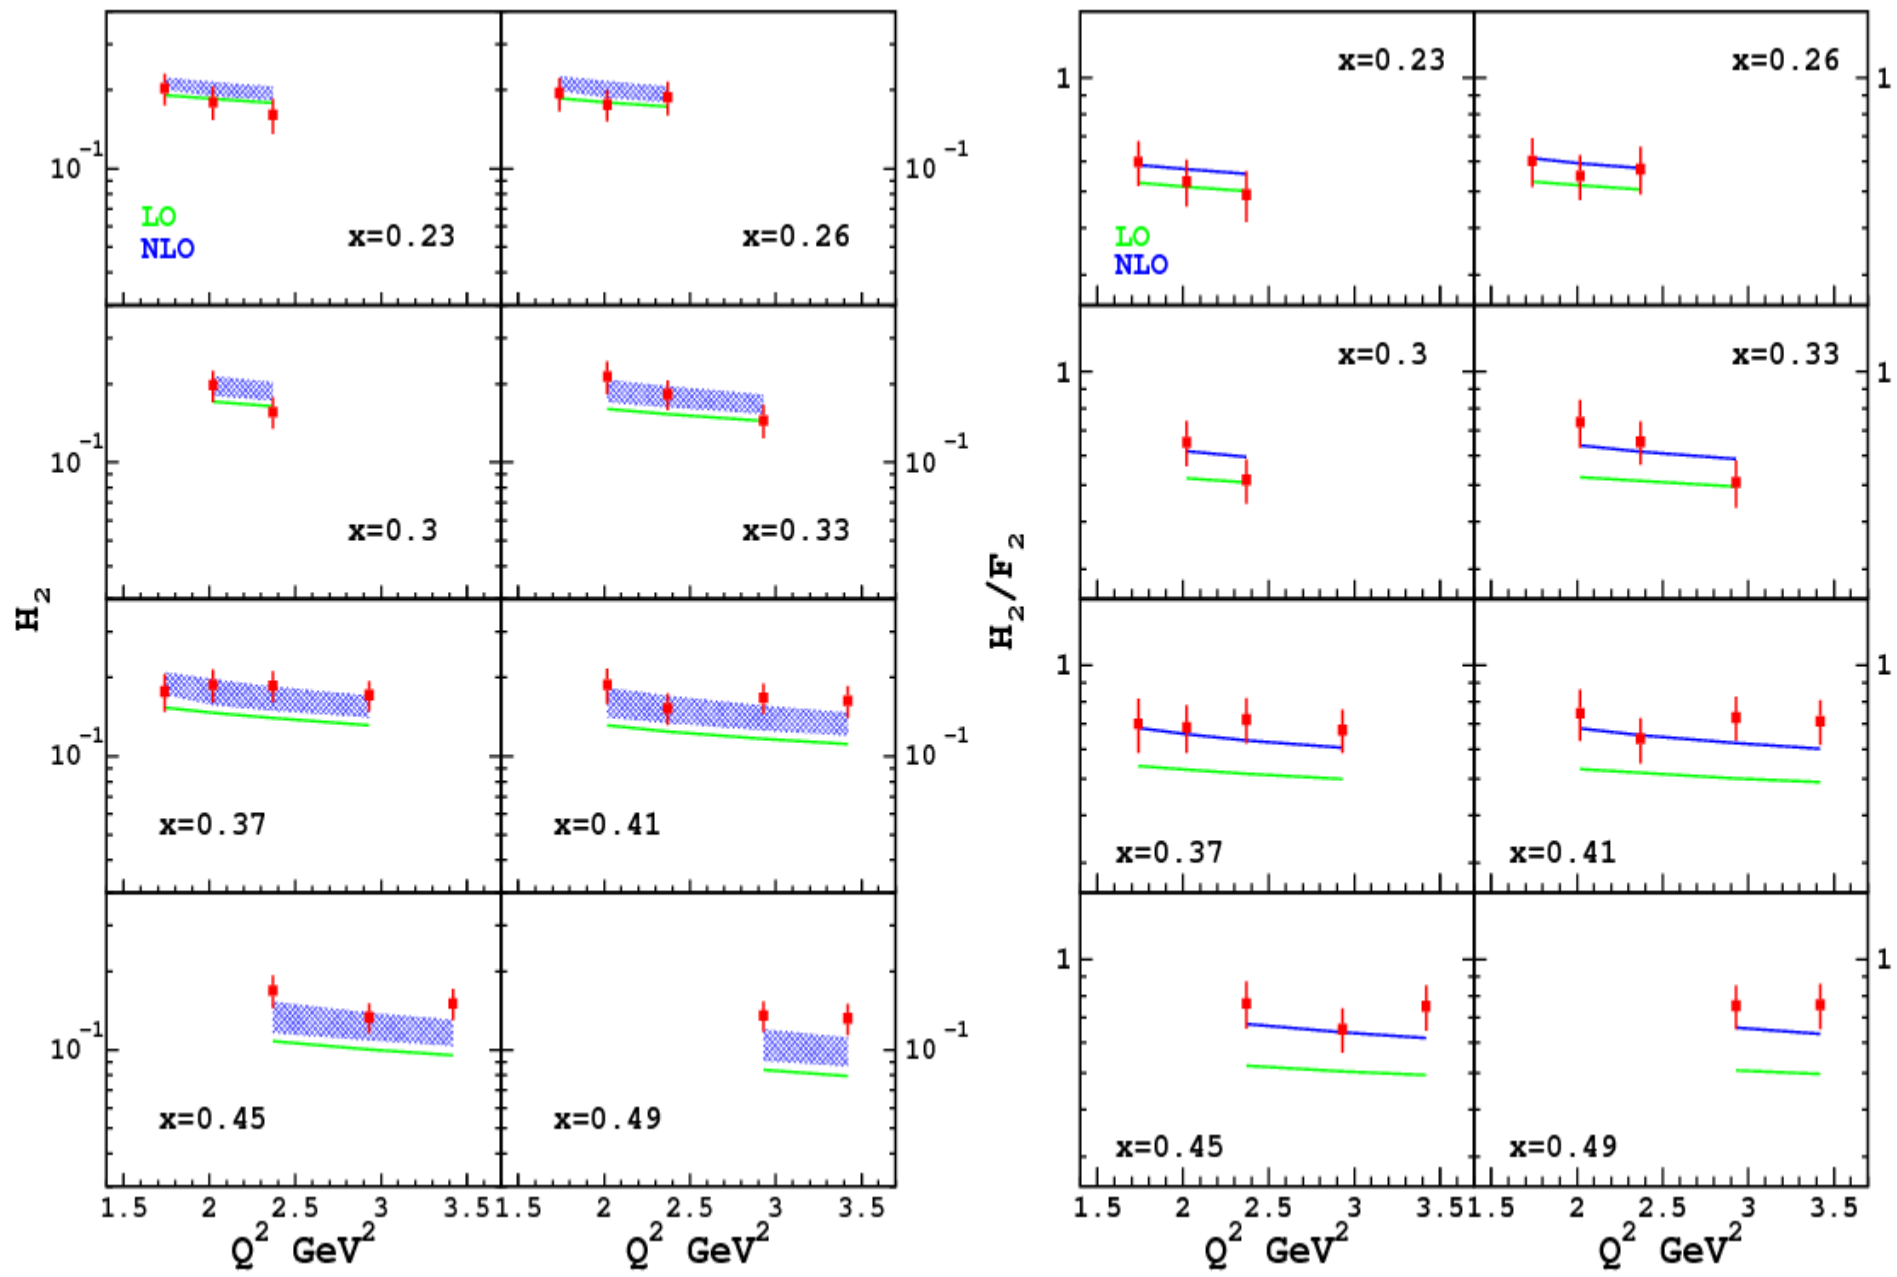 x=0.23 x=0.26
1 1
10⁻¹ 10⁻¹
LO
NLO
x=0.23 x=0.26
LO
NLO
x=0.3 x=0.33
1 1
10⁻¹ 10⁻¹
x=0.3 x=0.33
H₂
H₂/F₂
1 1
10⁻¹ 10⁻¹
x=0.37 x=0.41
x=0.37 x=0.41
1 1
10⁻¹ 10⁻¹
x=0.45 x=0.49
x=0.45 x=0.49
1.5 2 2.5 3 3.5 1.5 2 2.5 3 3.5
1.5 2 2.5 3 3.5 1.5 2 2.5 3 3.5
Q² GeV² Q² GeV²
Q² GeV² Q² GeV²